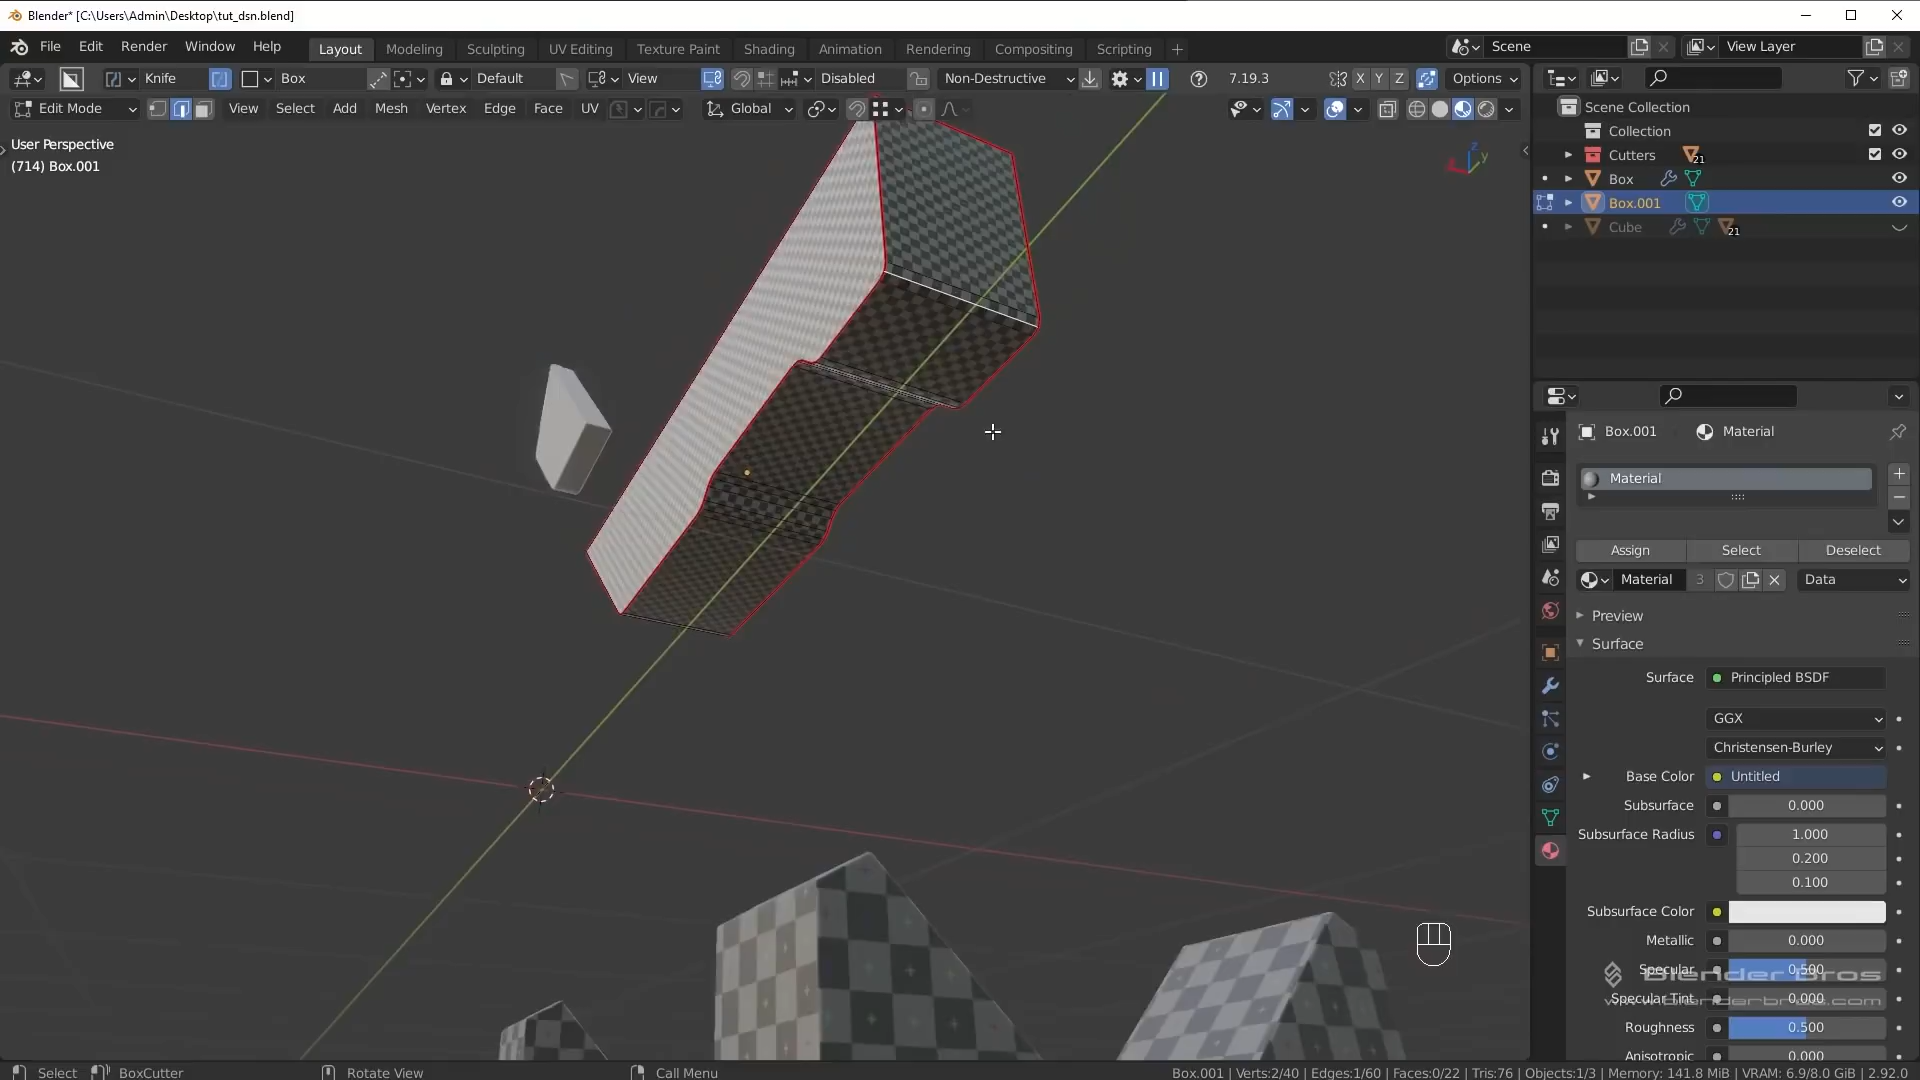 Blender* [C:\Users\Admin\Desktop\tut_dsn.blend]
File Edit Render Window Help Layout Modeling Sculpting UV Editing Texture Paint Shading Animation Rendering Compositing Scripting + Scene View Layer
Knife Box Default View Disabled Non-Destructive 7.19.3 X Y Z Options
Edit Mode View Select Add Mesh Vertex Edge Face UV Global
User Perspective
(714) Box.001
z
y
Scene Collection
Collection
Cutters 21
Box
Box.001
Cube 21
Box.001 Material
Material
Assign Select Deselect
Material 3 Data
Preview
Surface
Surface Principled BSDF
GGX
Christensen-Burley
Base Color Untitled
Subsurface 0.000
Subsurface Radius 1.000
0.200
0.100
Subsurface Color
Metallic 0.000
Specular 0.500
Blender Bros
Specular Tint 0.000
www.blenderbros.com
Roughness 0.500
Anisotropic 0.000
Select BoxCutter Rotate View Call Menu Box.001 | Verts:2/40 | Edges:1/60 | Faces:0/22 | Tris:76 | Objects:1/3 | Memory: 141.8 MiB | VRAM: 6.9/8.0 GiB | 2.92.0